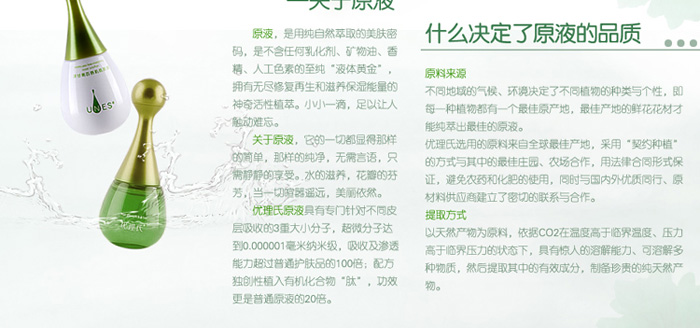 一关于原液
原液，是用纯自然萃取的美肤密
码，是不含任何乳化剂、矿物油、香
精、人工色素的至纯“液体黄金”，
拥有无尽修复再生和滋养保湿能量的
神奇活性植萃。小小一滴，足以让人
触动难忘。
关于原液，它的一切都显得那样
的简单，那样的纯净，无需言语，只
需静静的享受。水的滋养，花瓣的芬
芳，当一切喧嚣遥远，美丽依然。
优理氏原液具有专门针对不同皮
层吸收的3重大小分子，超微分子达
到0.000001毫米纳米级，吸收及渗透
能力超过普通护肤品的100倍；配方
独创性植入有机化合物“肽”，功效
更是普通原液的20倍。
什么决定了原液的品质
原料来源
不同地域的气候、环境决定了不同植物的种类与个性，即
每一种植物都有一个最佳原产地，最佳产地的鲜花花材才
能纯萃出最佳的原液。
优理氏选用的原料来自全球最佳产地，采用“契约种植”
的方式与其中的最佳庄园、农场合作，用法律合同形式保
证，避免农药和化肥的使用，同时与国内外优质同行、原
材料供应商建立了密切的联系与合作。
提取方式
以天然产物为原料，依据CO2在温度高于临界温度、压力
高于临界压力的状态下，具有惊人的溶解能力、可溶解多
种物质，然后提取其中的有效成分，制备珍贵的纯天然产
物。
UNES